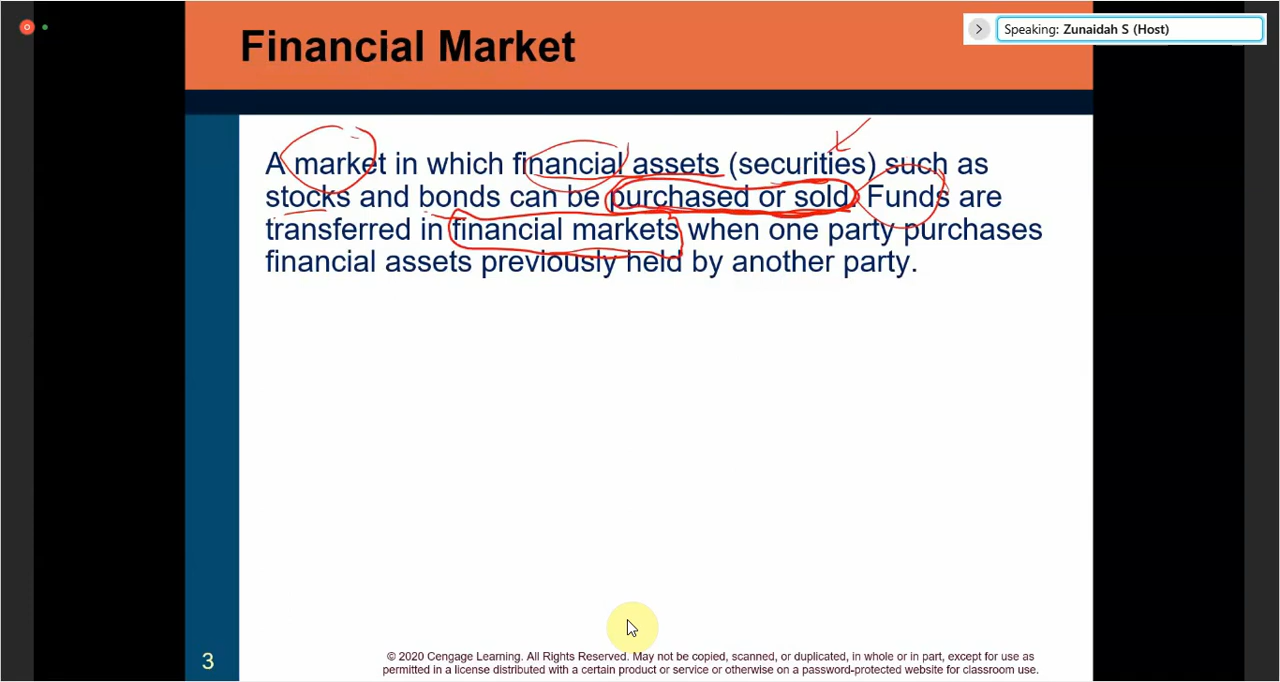 Financial Market
Speaking: Zunaidah S (Host)
A market in which financial assets (securities) such as
stocks and bonds can be purchased or sold. Funds are
transferred in financial markets when one party purchases
financial assets previously held by another party.
3
© 2020 Cengage Learning. All Rights Reserved. May not be copied, scanned, or duplicated, in whole or in part, except for use as
permitted in a license distributed with a certain product or service or otherwise on a password-protected website for classroom use.